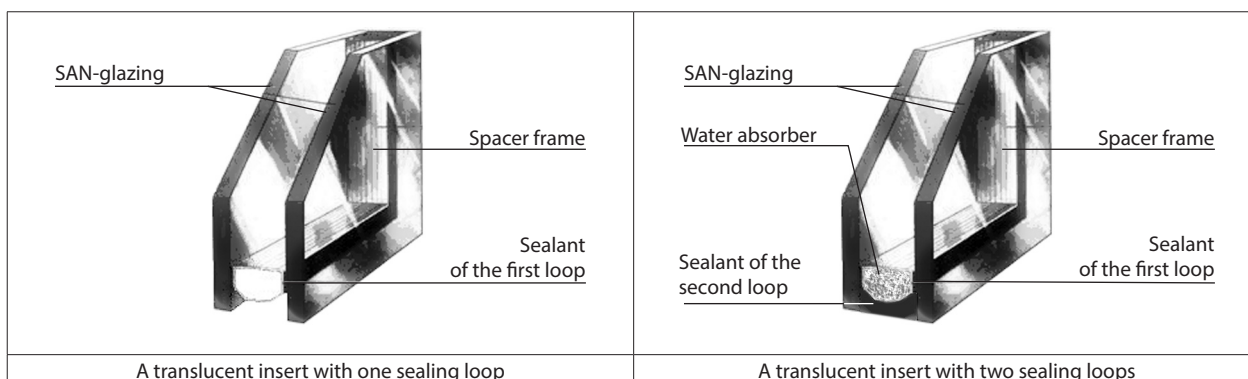 SAN-glazing
Spacer frame
Sealant
of the first loop
A translucent insert with one sealing loop
SAN-glazing
Water absorber
Spacer frame
Sealant of the
second loop
Sealant
of the first loop
A translucent insert with two sealing loops